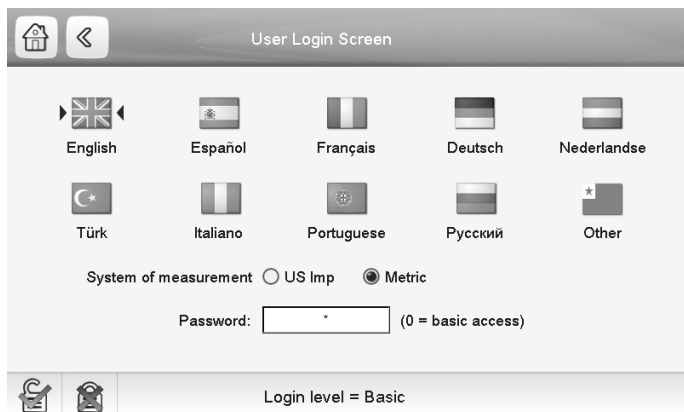 User Login Screen
English Español Français Deutsch Nederlandse
Türk Italiano Portuguese Русский Other
System of measurement US Imp Metric
Password: * (0 = basic access)
Login level = Basic